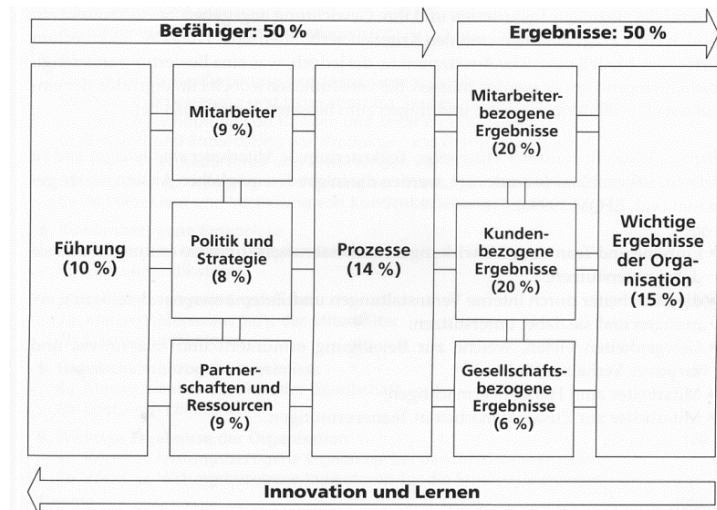 Befähiger: 50 %
Ergebnisse: 50 %
Führung
(10 %)
Mitarbeiter
(9 %)
Politik und
Strategie
(8 %)
Partner-
schaften und
Ressourcen
(9 %)
Prozesse
(14 %)
Mitarbeiter-
bezogene
Ergebnisse
(20 %)
Kunden-
bezogene
Ergebnisse
(20 %)
Gesellschafts-
bezogene
Ergebnisse
(6 %)
Wichtige
Ergebnisse
der Orga-
nisation
(15 %)
Innovation und Lernen